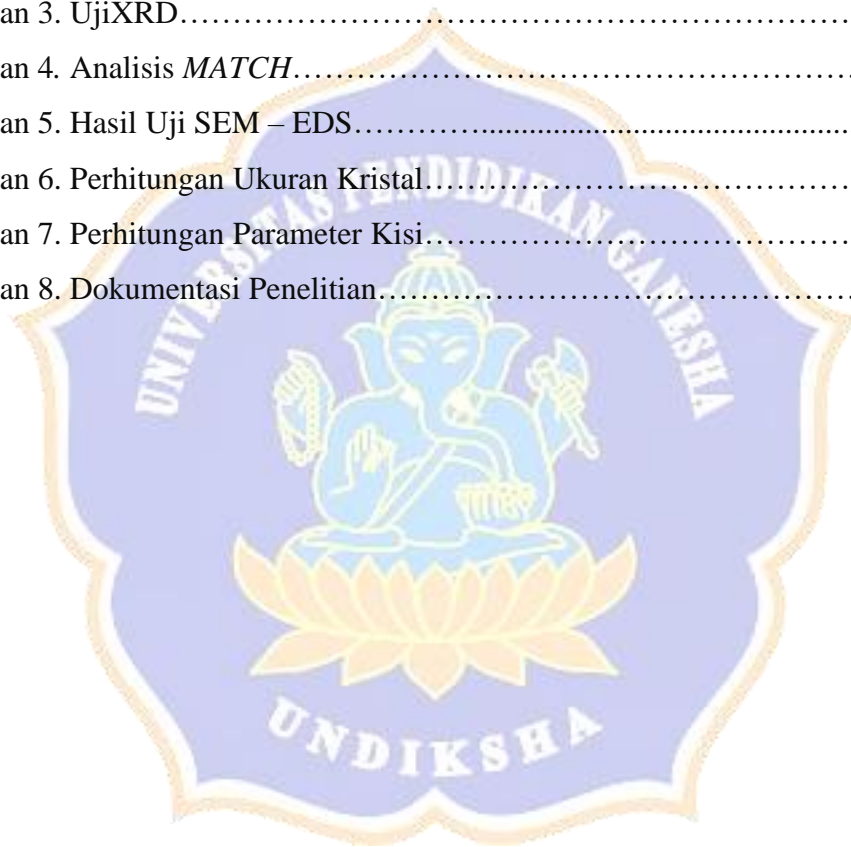 an 3. UjiXRD……………………………………………………………
an 4. Analisis MATCH…………………………………………………
an 5. Hasil Uji SEM – EDS…………..............................................
an 6. Perhitungan Ukuran Kristal……………………………………
an 7. Perhitungan Parameter Kisi……………………………………
an 8. Dokumentasi Penelitian…………………………………………
UNIVERSITAS PENDIDIKAN GANESHA
UNDIKSHA